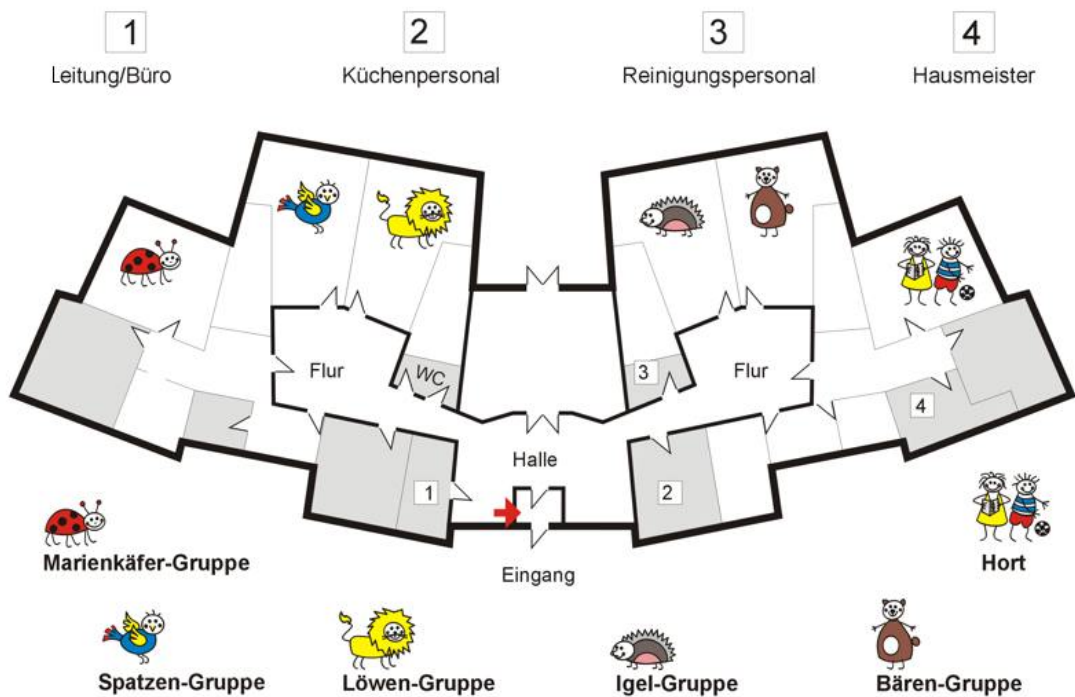 1
2
3
4
Leitung/Büro
Küchenpersonal
Reinigungspersonal
Hausmeister
Flur
WC
3
Flur
4
Halle
1
2
Marienkäfer-Gruppe
Eingang
Hort
Spatzen-Gruppe
Löwen-Gruppe
Igel-Gruppe
Bären-Gruppe